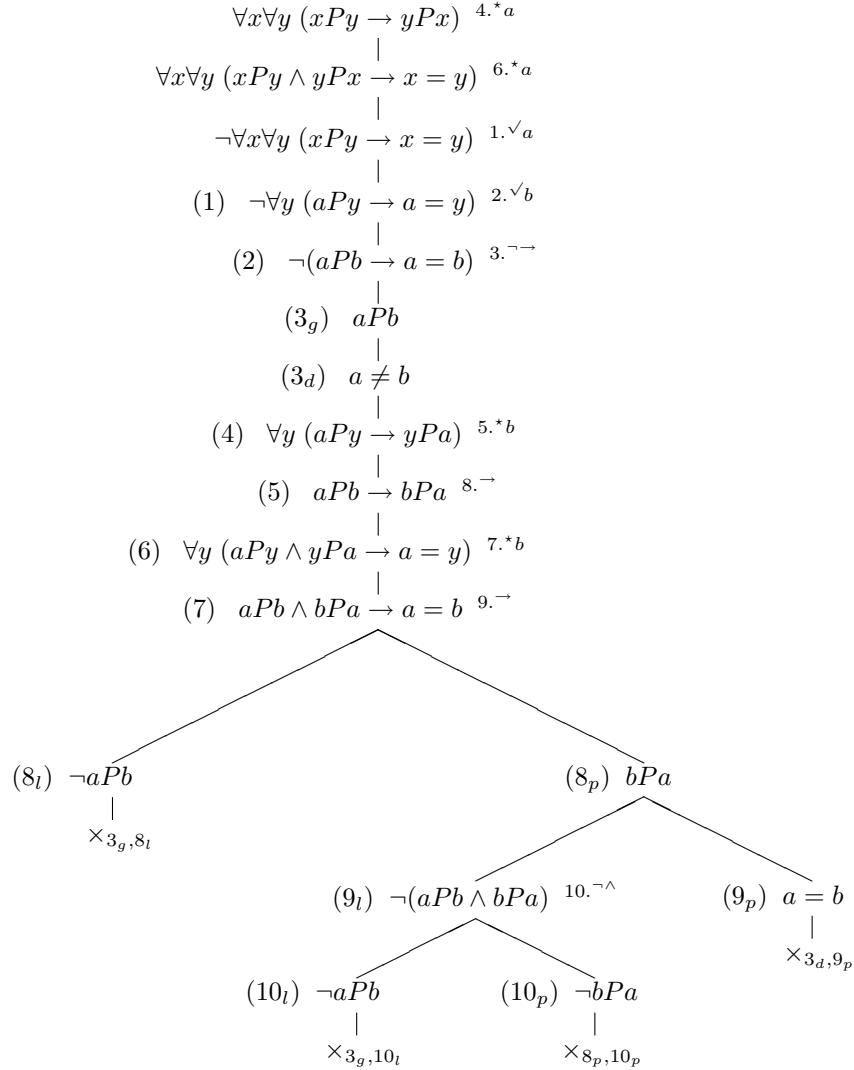 ∀x∀y (xPy → yPx) 4.⋆a
∀x∀y (xPy ∧ yPx → x = y) 6.⋆a
¬∀x∀y (xPy → x = y) 1.√a
(1) ¬∀y (aPy → a = y) 2.√b
(2) ¬(aPb → a = b) 3.¬→
(3g) aPb
(3d) a ≠ b
(4) ∀y (aPy → yPa) 5.⋆b
(5) aPb → bPa 8.→
(6) ∀y (aPy ∧ yPa → a = y) 7.⋆b
(7) aPb ∧ bPa → a = b 9.→
(8l) ¬aPb (8p) bPa
×3g,8l
(9l) ¬(aPb ∧ bPa) 10.¬∧ (9p) a = b
×3d,9p
(10l) ¬aPb (10p) ¬bPa
×3g,10l ×8p,10p